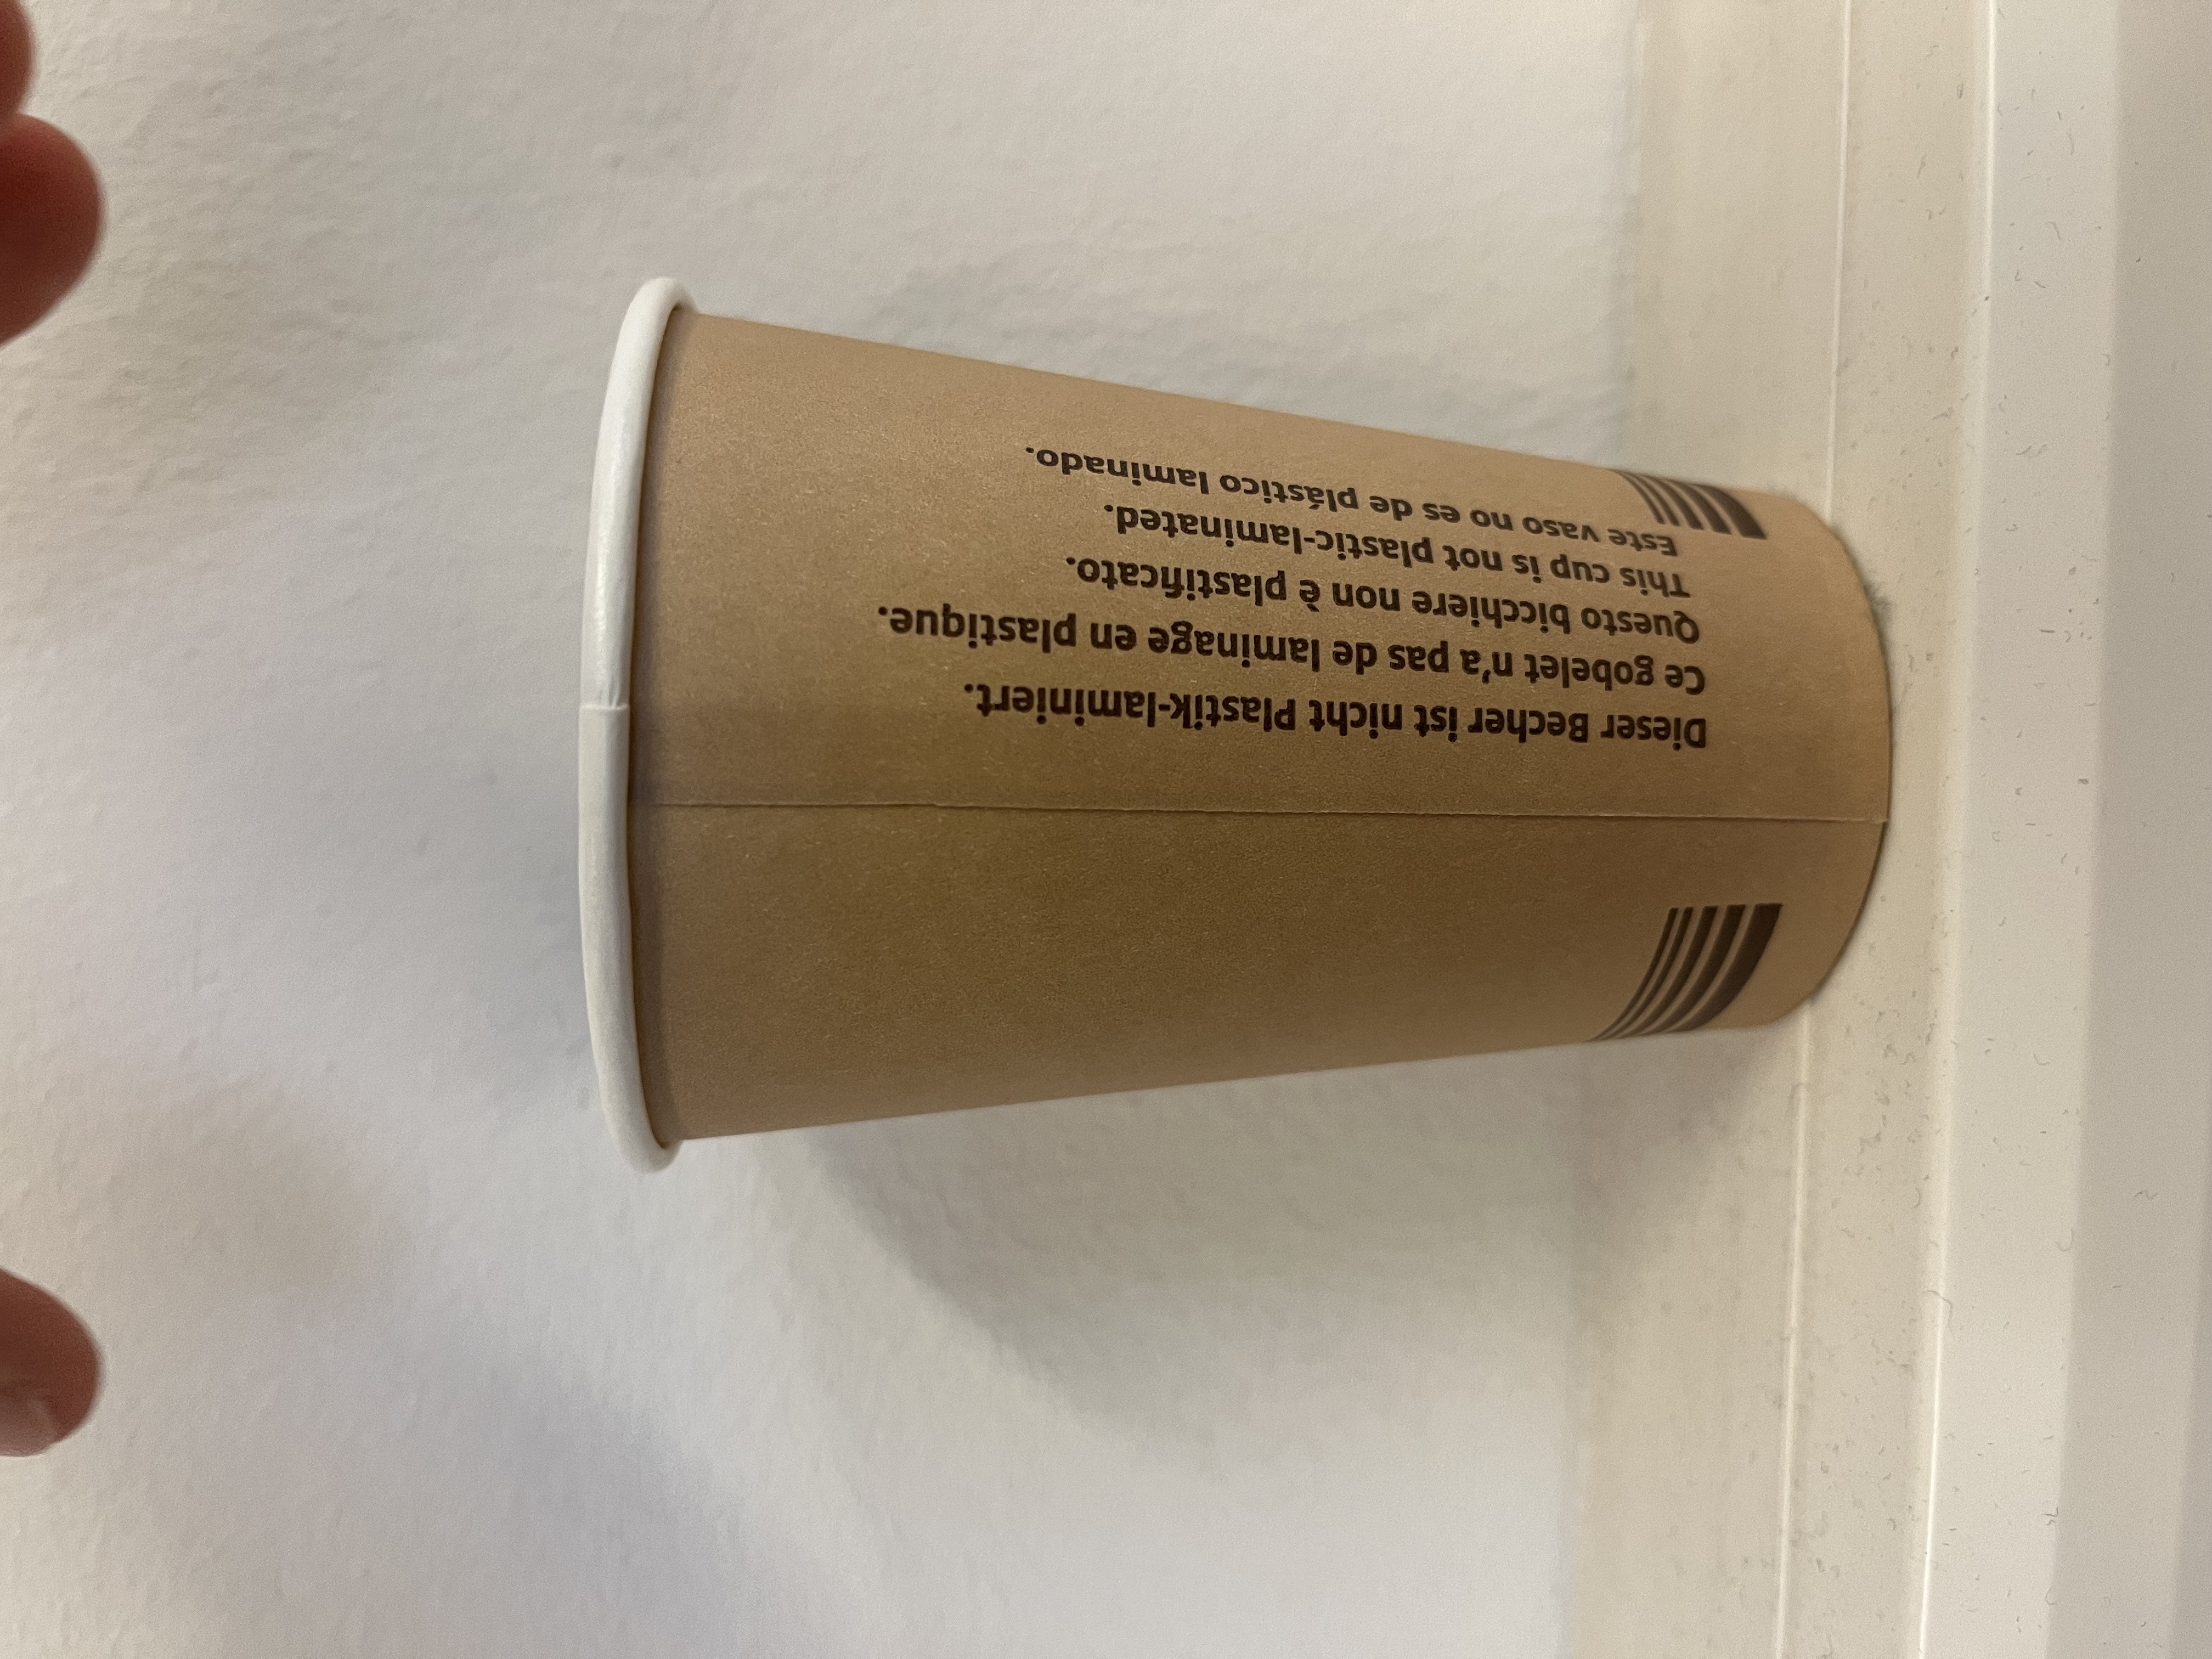 Dieser Becher ist nicht Plastik-laminiert.
Ce gobelet n'a pas de laminage en plastique.
Questo bicchiere non è plastificato.
This cup is not plastic-laminated.
Este vaso no es de plástico laminado.